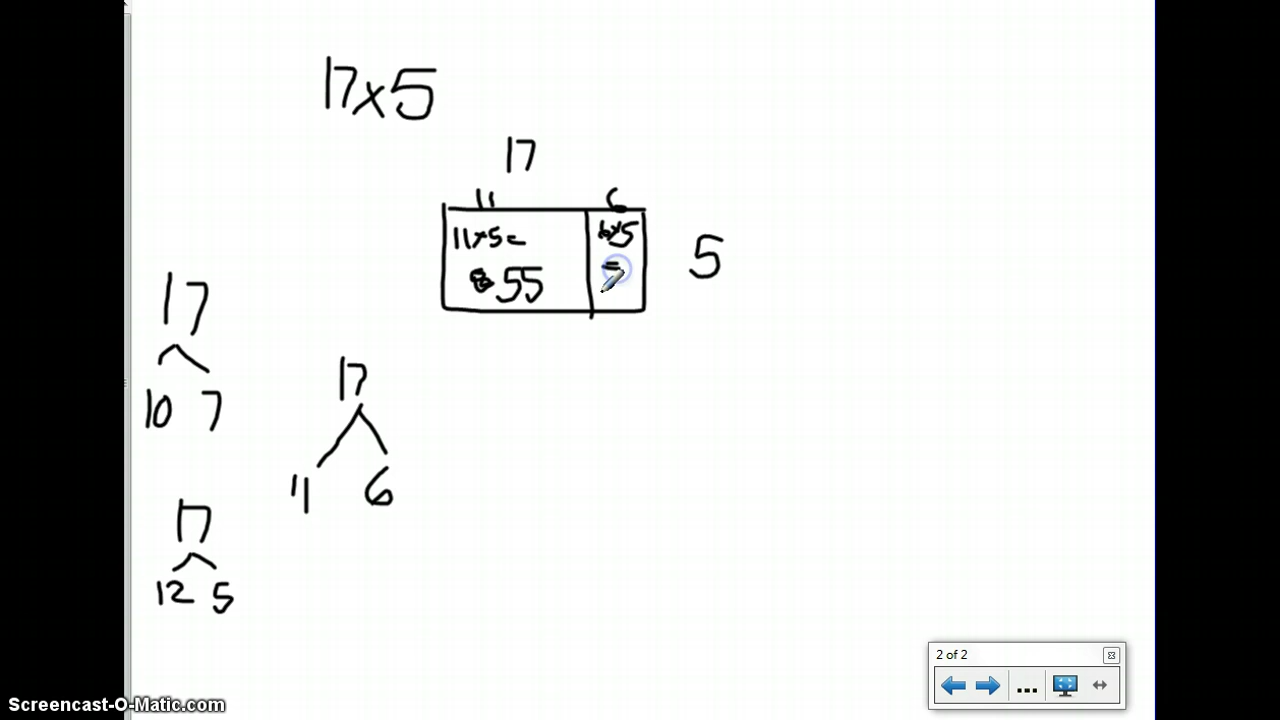 17x5
17
11 6
11x5= 6x5
55 =
5
17
10 7
17
11 6
17
12 5
2 of 2
...
Screencast-O-Matic.com